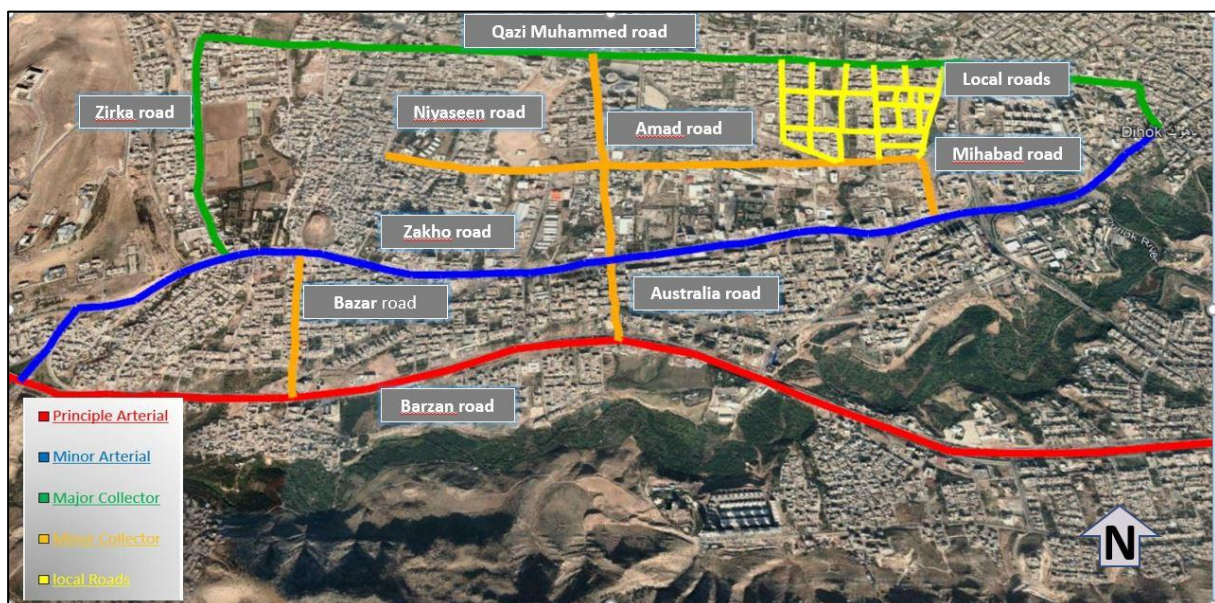 Qazi Muhammed road
Zirka road
Niyaseen road
Amad road
Local roads
Mihabad road
Zakho road
Bazar road
Australia road
Barzan road
Principle Arterial
Minor Arterial
Major Collector
Minor Collector
local Roads
N